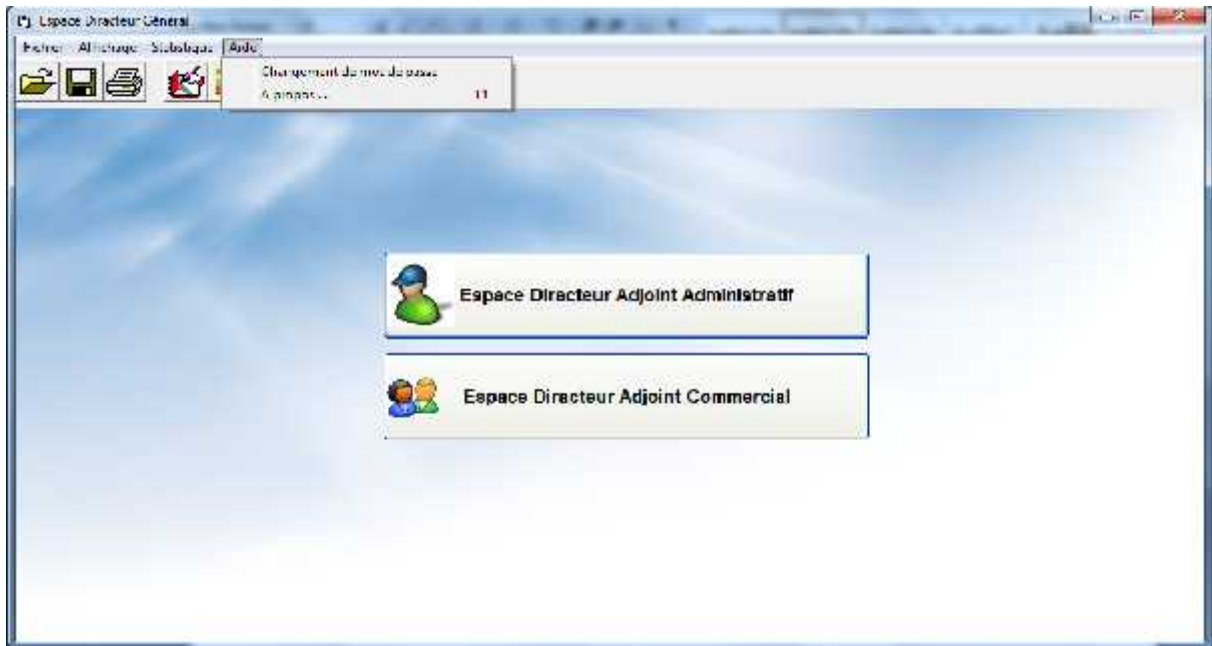 Espace Directeur Général
Fichier Affichage Statistique Aide
Changement de mot de passe
A propos ...
Espace Directeur Adjoint Administratif
Espace Directeur Adjoint Commercial